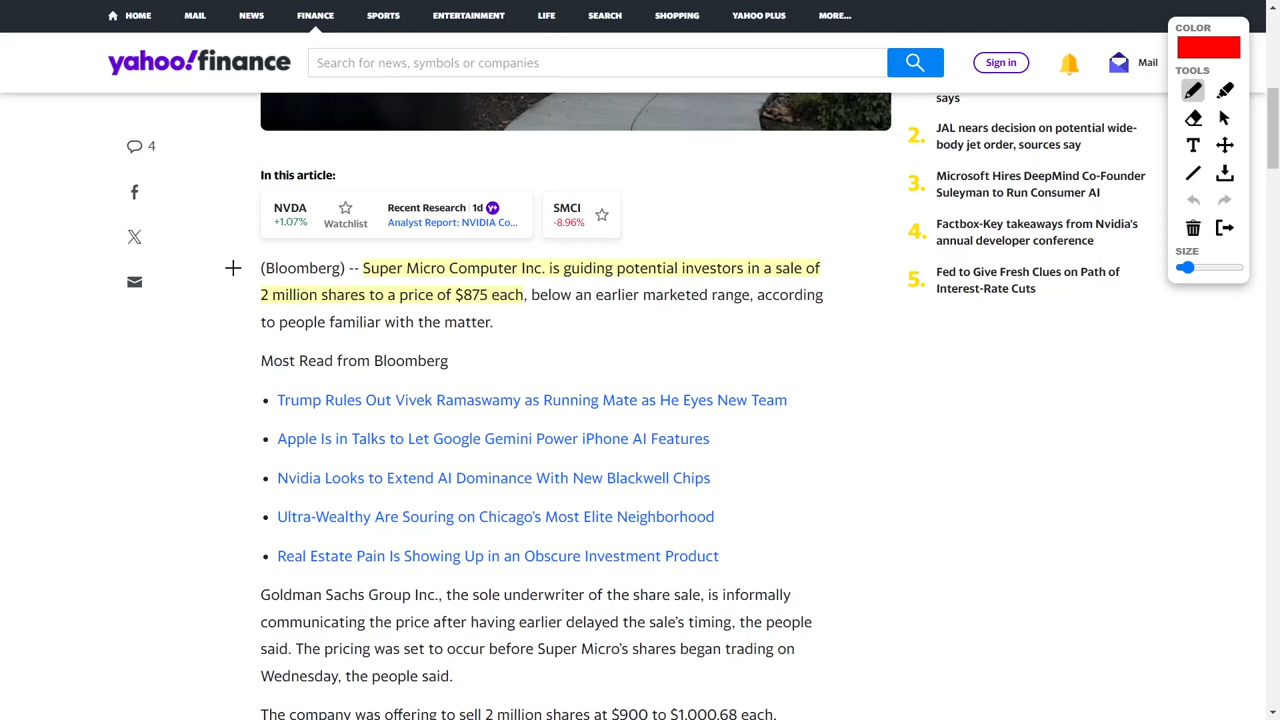 HOME MAIL NEWS FINANCE SPORTS ENTERTAINMENT LIFE SEARCH SHOPPING YAHOO PLUS MORE...
yahoo!finance
Search for news, symbols or companies
Sign in
Mail
COLOR
TOOLS
SIZE
4
In this article:
NVDA
+1.07%
Watchlist
Recent Research 1d Y+
Analyst Report: NVIDIA Co...
SMCI
-8.96%
(Bloomberg) -- Super Micro Computer Inc. is guiding potential investors in a sale of
2 million shares to a price of $875 each, below an earlier marketed range, according
to people familiar with the matter.
Most Read from Bloomberg
• Trump Rules Out Vivek Ramaswamy as Running Mate as He Eyes New Team
• Apple Is in Talks to Let Google Gemini Power iPhone AI Features
• Nvidia Looks to Extend AI Dominance With New Blackwell Chips
• Ultra-Wealthy Are Souring on Chicago's Most Elite Neighborhood
• Real Estate Pain Is Showing Up in an Obscure Investment Product
Goldman Sachs Group Inc., the sole underwriter of the share sale, is informally
communicating the price after having earlier delayed the sale's timing, the people
said. The pricing was set to occur before Super Micro's shares began trading on
Wednesday, the people said.
The company was offering to sell 2 million shares at $900 to $1,000.68 each.
says
2. JAL nears decision on potential wide-
body jet order, sources say
3. Microsoft Hires DeepMind Co-Founder
Suleyman to Run Consumer AI
4. Factbox-Key takeaways from Nvidia's
annual developer conference
5. Fed to Give Fresh Clues on Path of
Interest-Rate Cuts